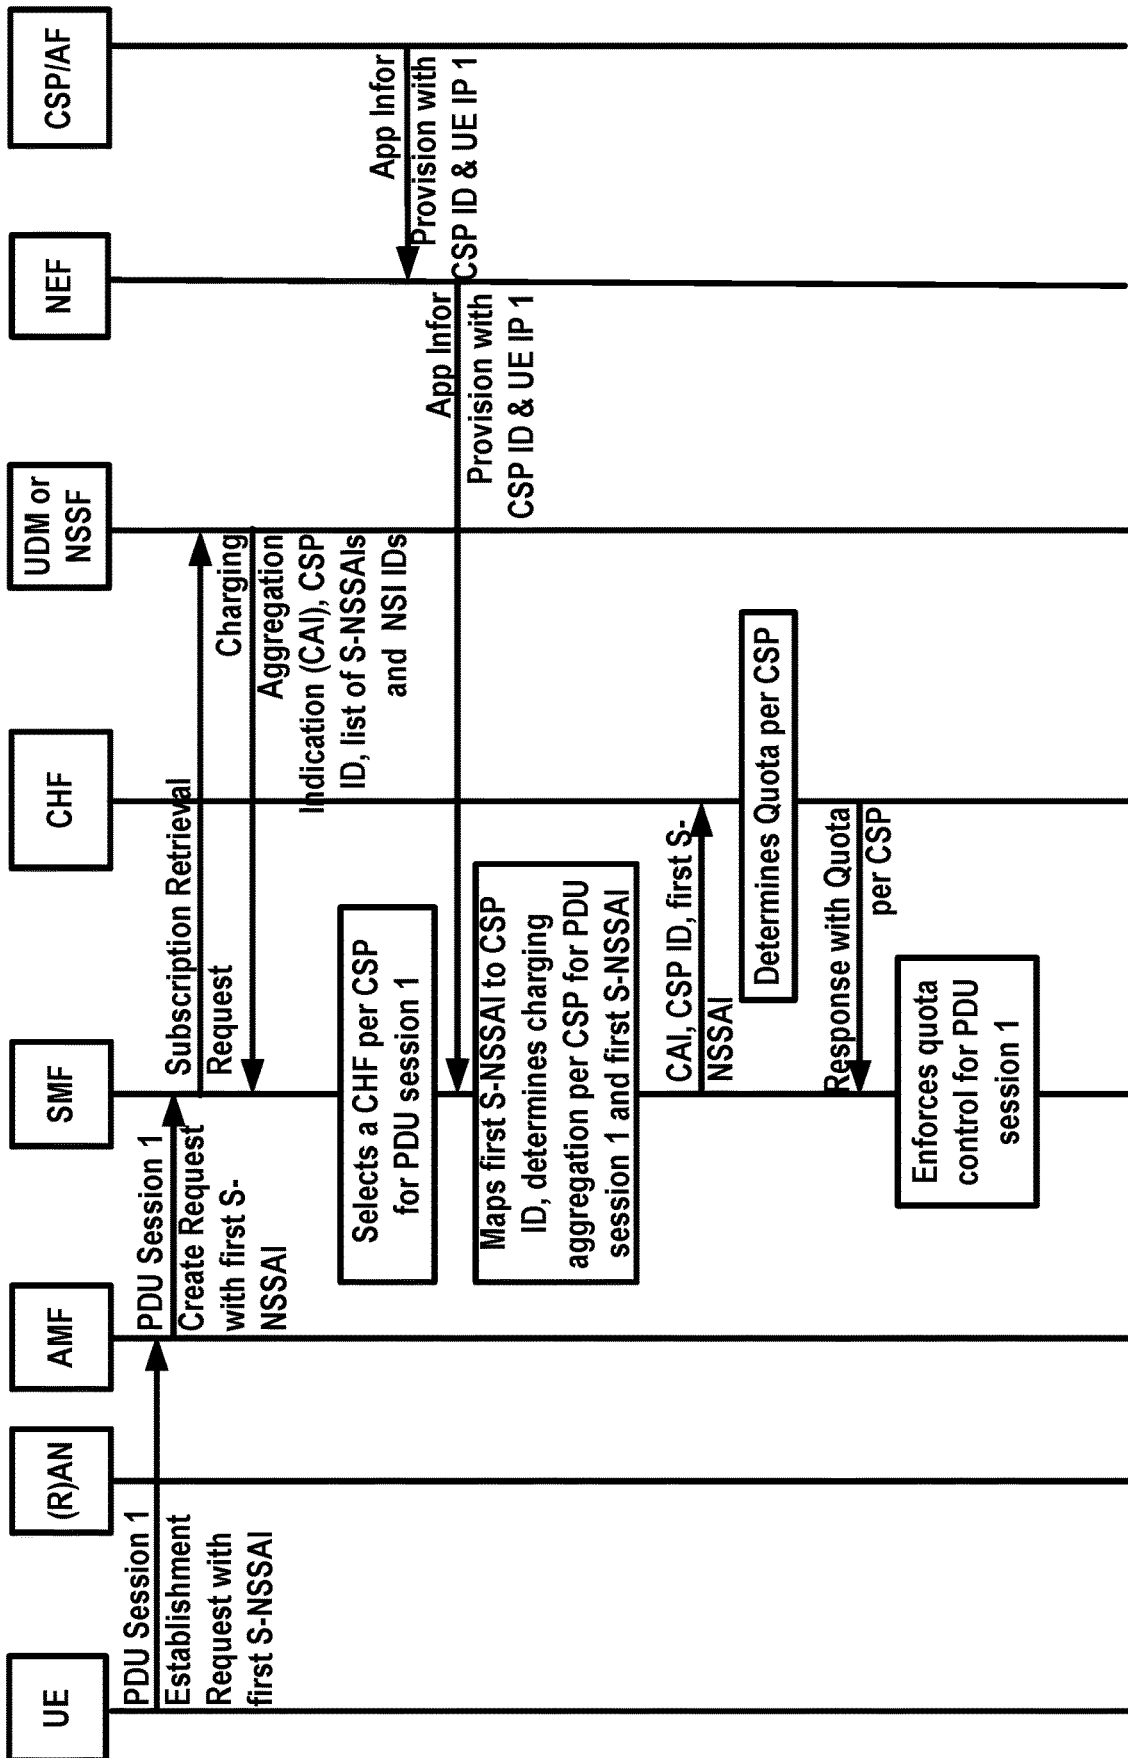 UE
(R)AN
AMF
SMF
CHF
UDM or
NSSF
NEF
CSP/AF
PDU Session 1
Establishment
Request with
first S-NSSAI
PDU Session 1
Create Request
with first S-
NSSAI
Subscription Retrieval
Request
Charging
Aggregation
Indication (CAI), CSP
ID, list of S-NSSAIs
and NSI IDs
Selects a CHF per CSP
for PDU session 1
App Infor
Provision with
CSP ID & UE IP 1
App Infor
Provision with
CSP ID & UE IP 1
Maps first S-NSSAI to CSP
ID, determines charging
aggregation per CSP for PDU
session 1 and first S-NSSAI
CAI, CSP ID, first S-
NSSAI
Determines Quota per CSP
Response with Quota
per CSP
Enforces quota
control for PDU
session 1